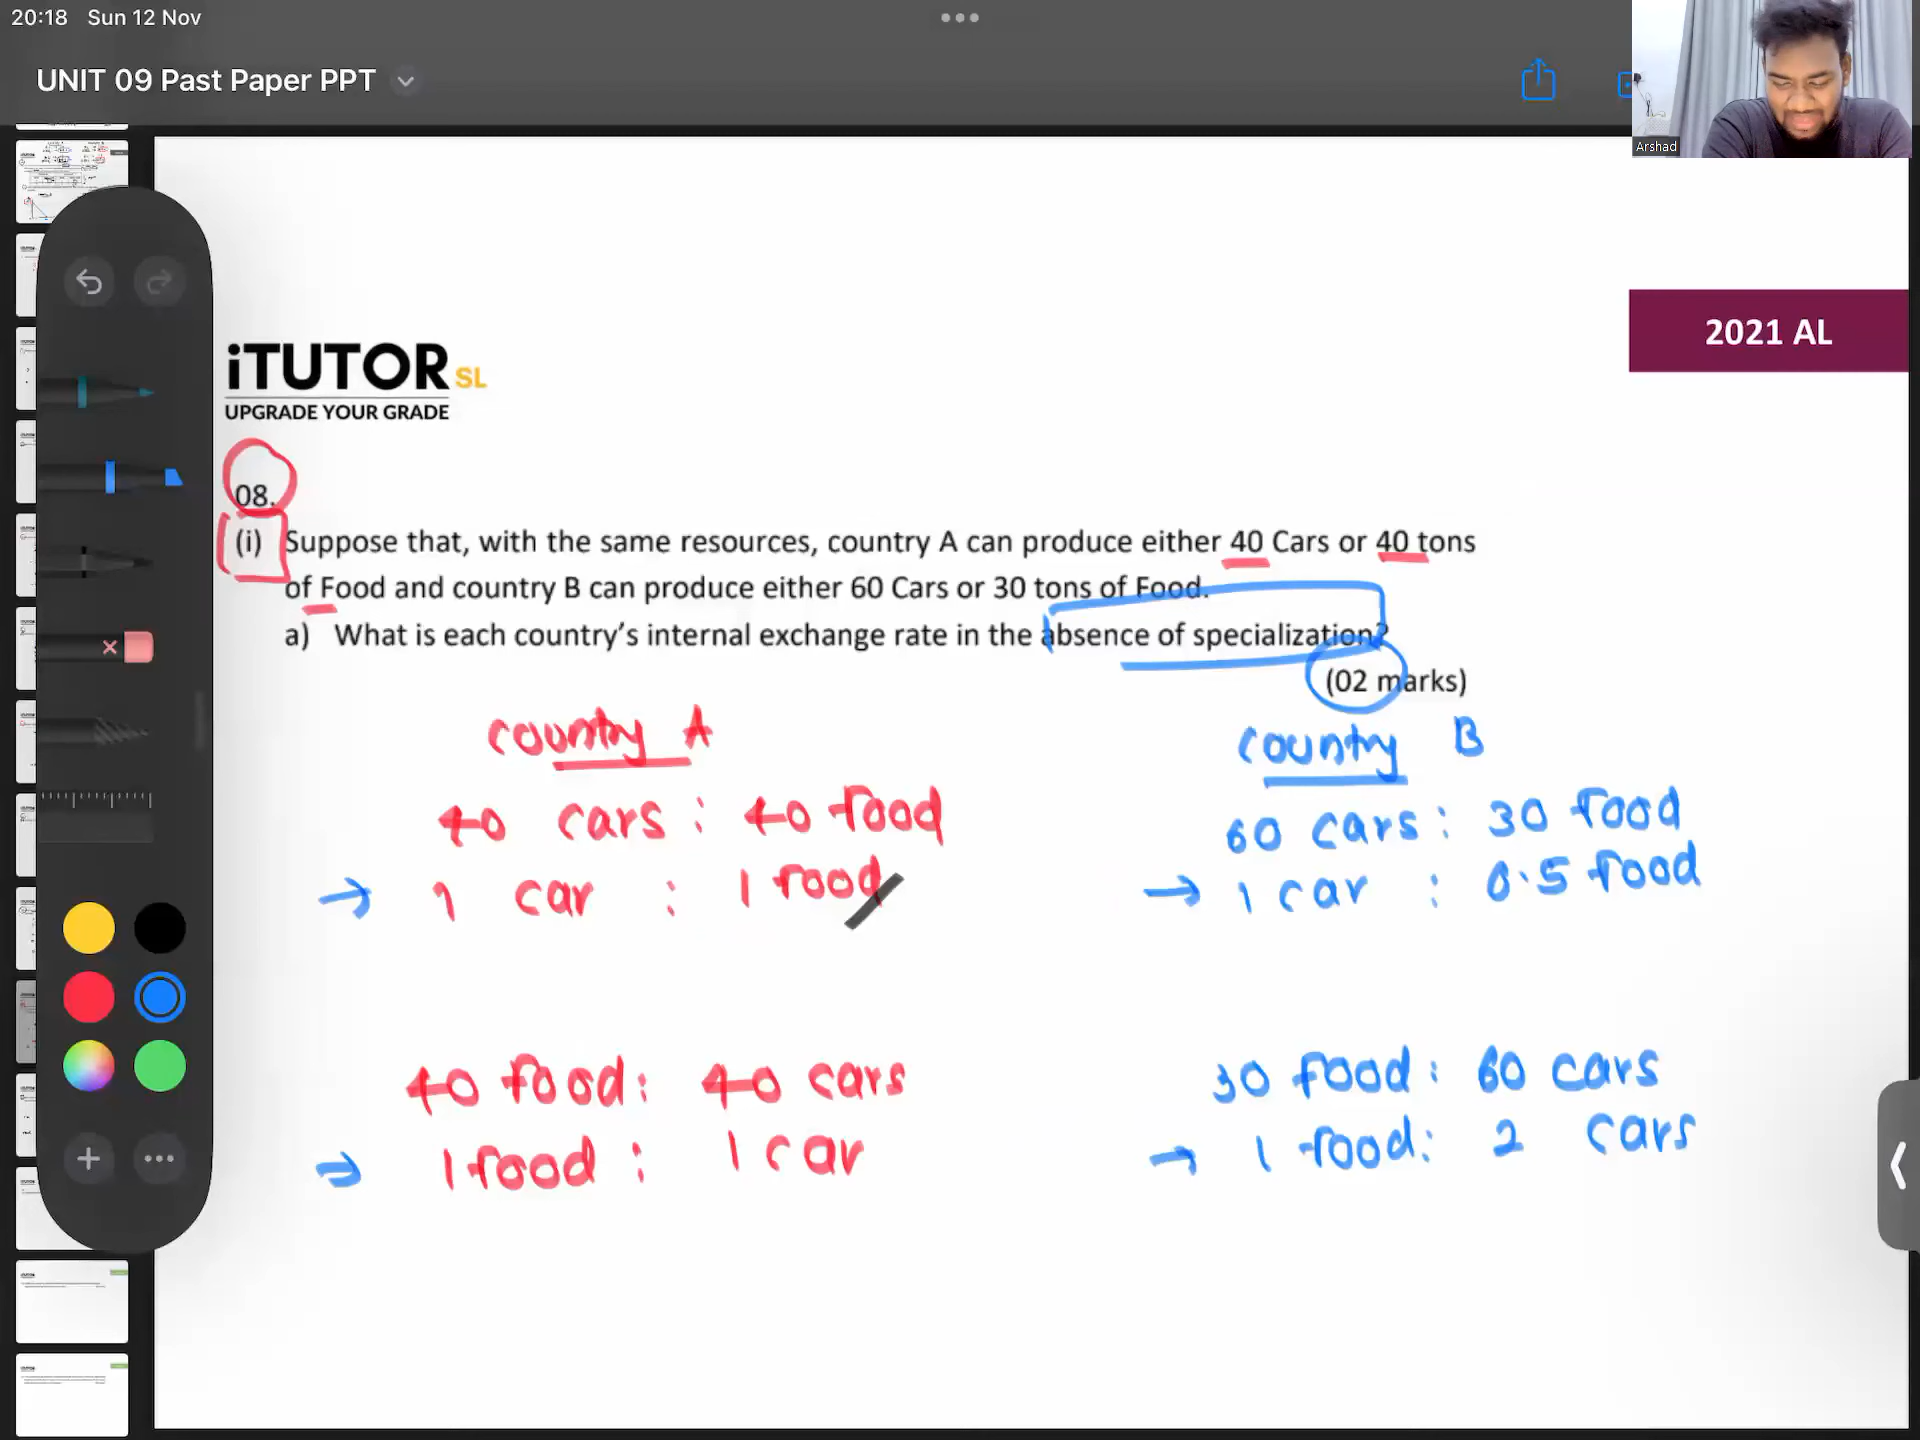 20:18 Sun 12 Nov
UNIT 09 Past Paper PPT
Arshad
2021 AL
iTUTOR SL
UPGRADE YOUR GRADE
08.
(i) Suppose that, with the same resources, country A can produce either 40 Cars or 40 tons
of Food and country B can produce either 60 Cars or 30 tons of Food.
a) What is each country's internal exchange rate in the absence of specialization?
(02 marks)
country A
40 cars : 40 food
→ 1 car : 1 food
40 food : 40 cars
⇒ 1 food : 1 car
country B
60 cars : 30 food
→ 1 car : 0.5 food
30 food : 60 cars
→ 1 food : 2 cars